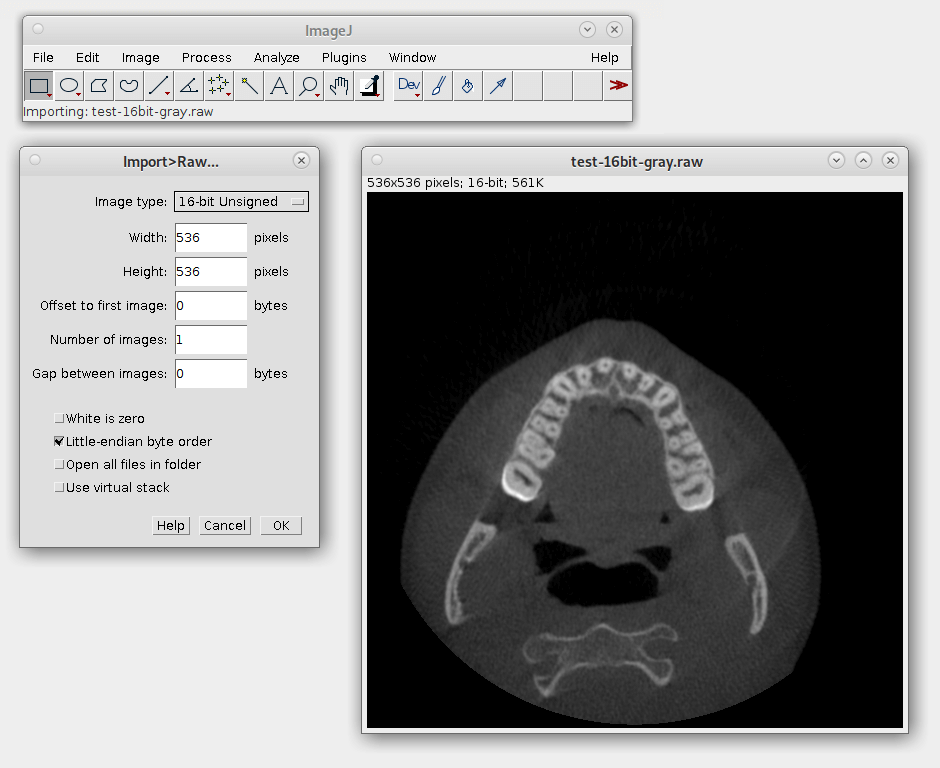 ImageJ
File Edit Image Process Analyze Plugins Window Help
A Dev
Importing: test-16bit-gray.raw
Import>Raw...
Image type: 16-bit Unsigned
Width: 536 pixels
Height: 536 pixels
Offset to first image: 0 bytes
Number of images: 1
Gap between images: 0 bytes
White is zero
Little-endian byte order
Open all files in folder
Use virtual stack
Help Cancel OK
test-16bit-gray.raw
536x536 pixels; 16-bit; 561K